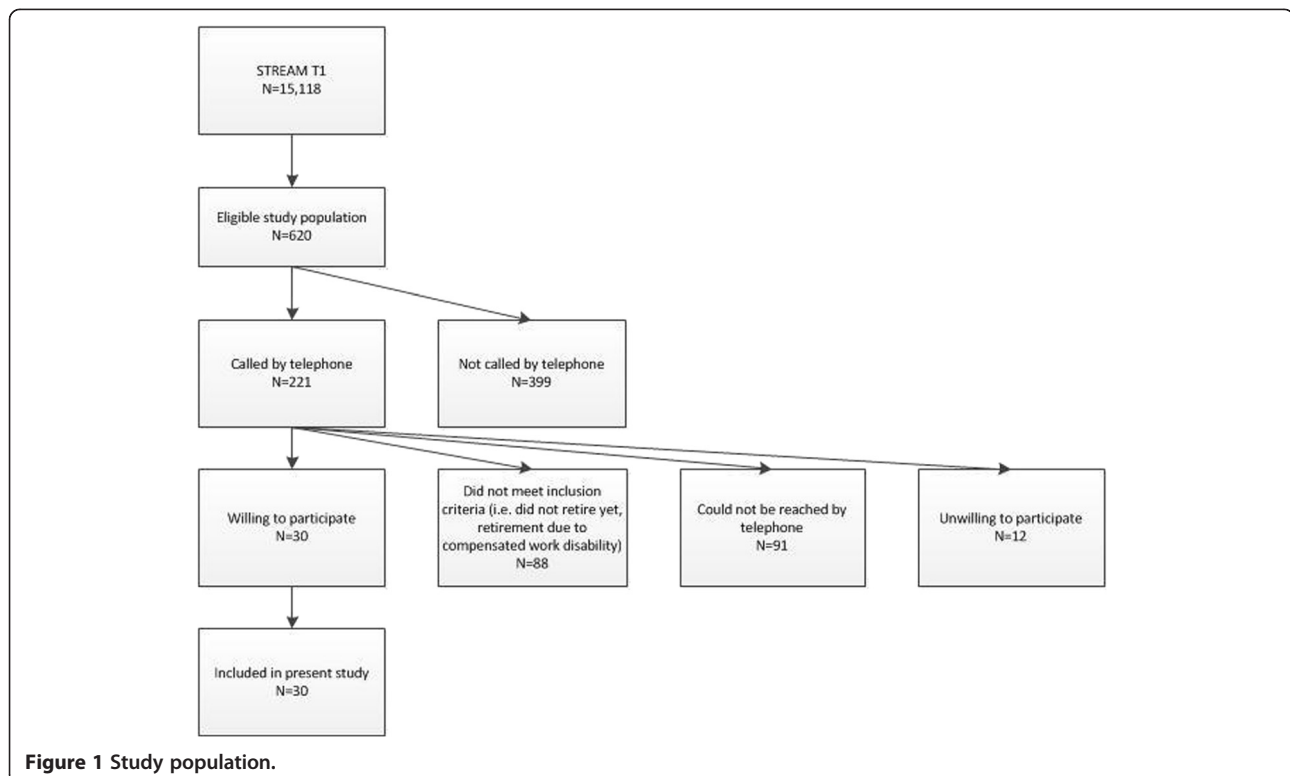 STREAM T1
N=15,118
Eligible study population
N=620
Called by telephone
N=221
Not called by telephone
N=399
Willing to participate
N=30
Did not meet inclusion
criteria (i.e. did not retire yet,
retirement due to
compensated work disability)
N=88
Could not be reached by
telephone
N=91
Unwilling to participate
N=12
Included in present study
N=30
Figure 1 Study population.